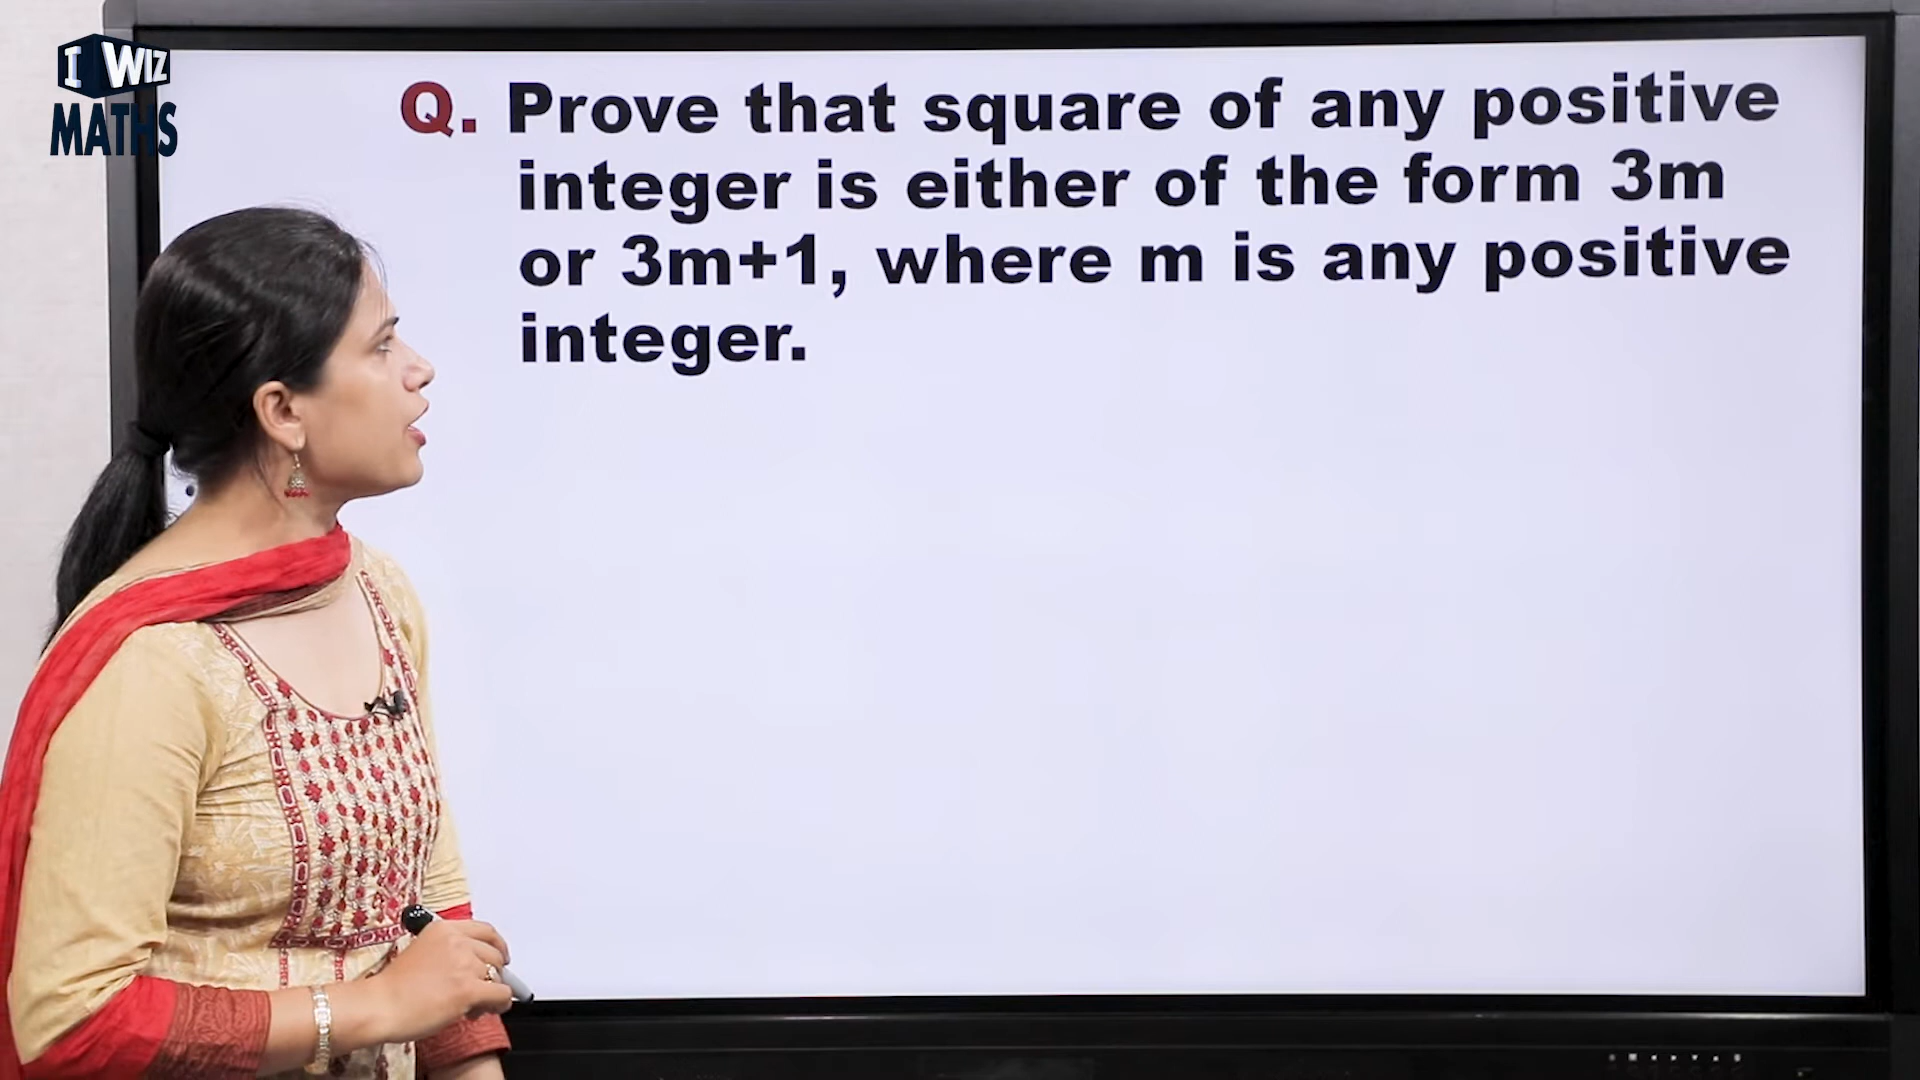 I WIZ
MATHS
Q. Prove that square of any positive
integer is either of the form 3m
or 3m+1, where m is any positive
integer.